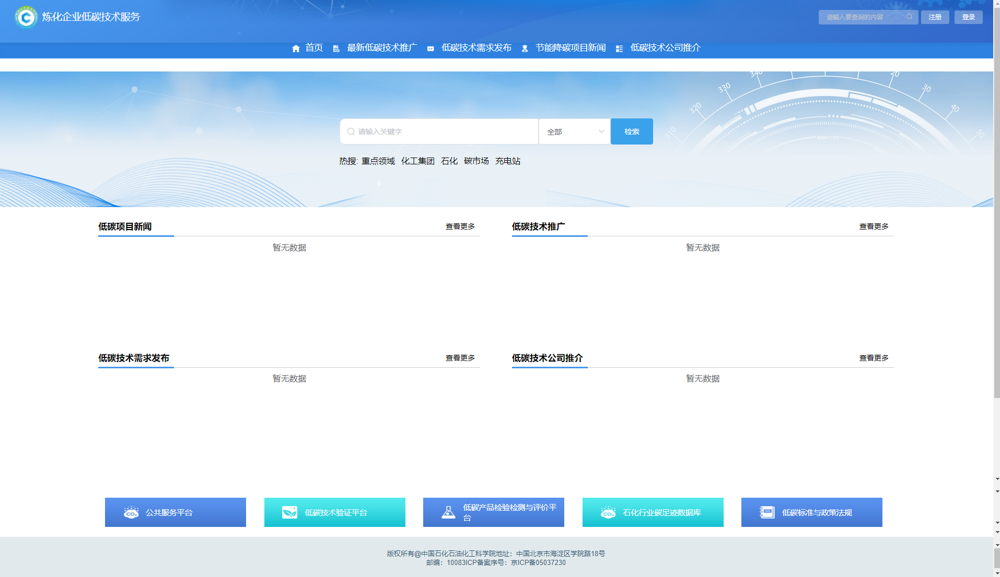 炼化企业低碳技术服务
请输入要查询的内容
注册
登录
首页
最新低碳技术推广
低碳技术需求发布
节能降碳项目新闻
低碳技术公司推介
310
320
330
340
20
30
40
50
请输入关键字
全部
检索
热搜: 重点领域 化工集团 石化 碳市场 充电站
低碳项目新闻
查看更多
暂无数据
低碳技术推广
查看更多
暂无数据
低碳技术需求发布
查看更多
暂无数据
低碳技术公司推介
查看更多
暂无数据
公共服务平台
低碳技术验证平台
低碳产品检验检测与评价平
台
石化行业碳足迹数据库
低碳标准与政策法规
版权所有@中国石化石油化工科学院地址：中国北京市海淀区学院路18号
邮编：10083ICP备案序号：京ICP备05037230